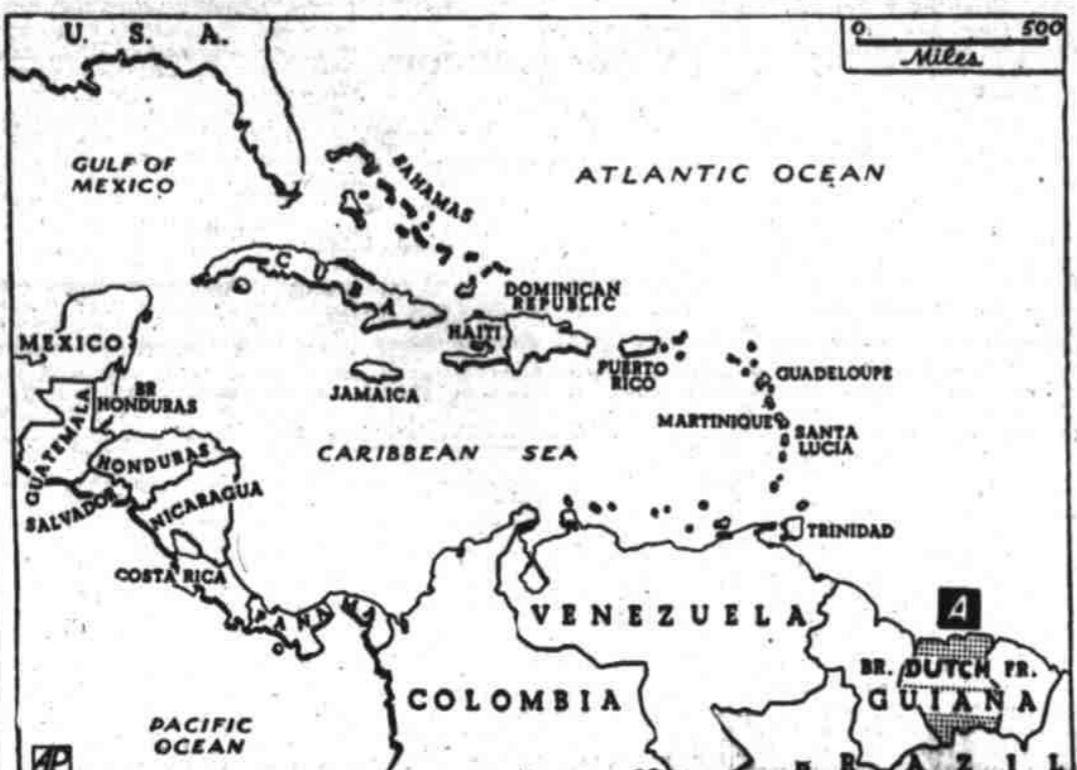 U. S. A.
0 500
Miles
GULF OF
MEXICO
BAHAMAS
ATLANTIC OCEAN
CUBA
DOMINICAN
REPUBLIC
HAITI
MEXICO
PUERTO
RICO
JAMAICA
GUADELOUPE
BR
HONDURAS
GUATEMALA
MARTINIQUE
SANTA
LUCIA
CARIBBEAN SEA
HONDURAS
SALVADOR
NICARAGUA
TRINIDAD
COSTA RICA
PANAMA
VENEZUELA
A
BR. DUTCH FR.
GUIANA
COLOMBIA
PACIFIC
OCEAN
BRAZIL
AP